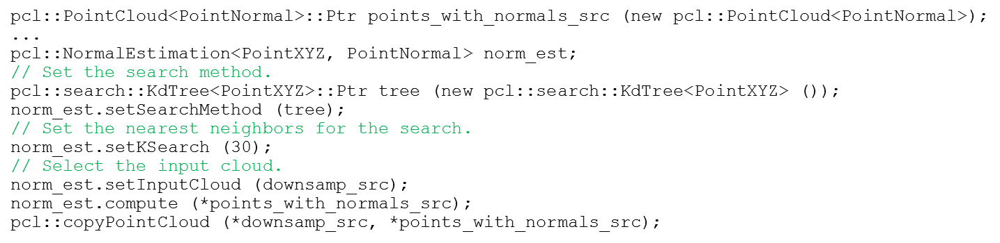 pcl::PointCloud<PointNormal>::Ptr points_with_normals_src (new pcl::PointCloud<PointNormal>);
...
pcl::NormalEstimation<PointXYZ, PointNormal> norm_est;
// Set the search method.
pcl::search::KdTree<PointXYZ>::Ptr tree (new pcl::search::KdTree<PointXYZ> ());
norm_est.setSearchMethod (tree);
// Set the nearest neighbors for the search.
norm_est.setKSearch (30);
// Select the input cloud.
norm_est.setInputCloud (downsamp_src);
norm_est.compute (*points_with_normals_src);
pcl::copyPointCloud (*downsamp_src, *points_with_normals_src);